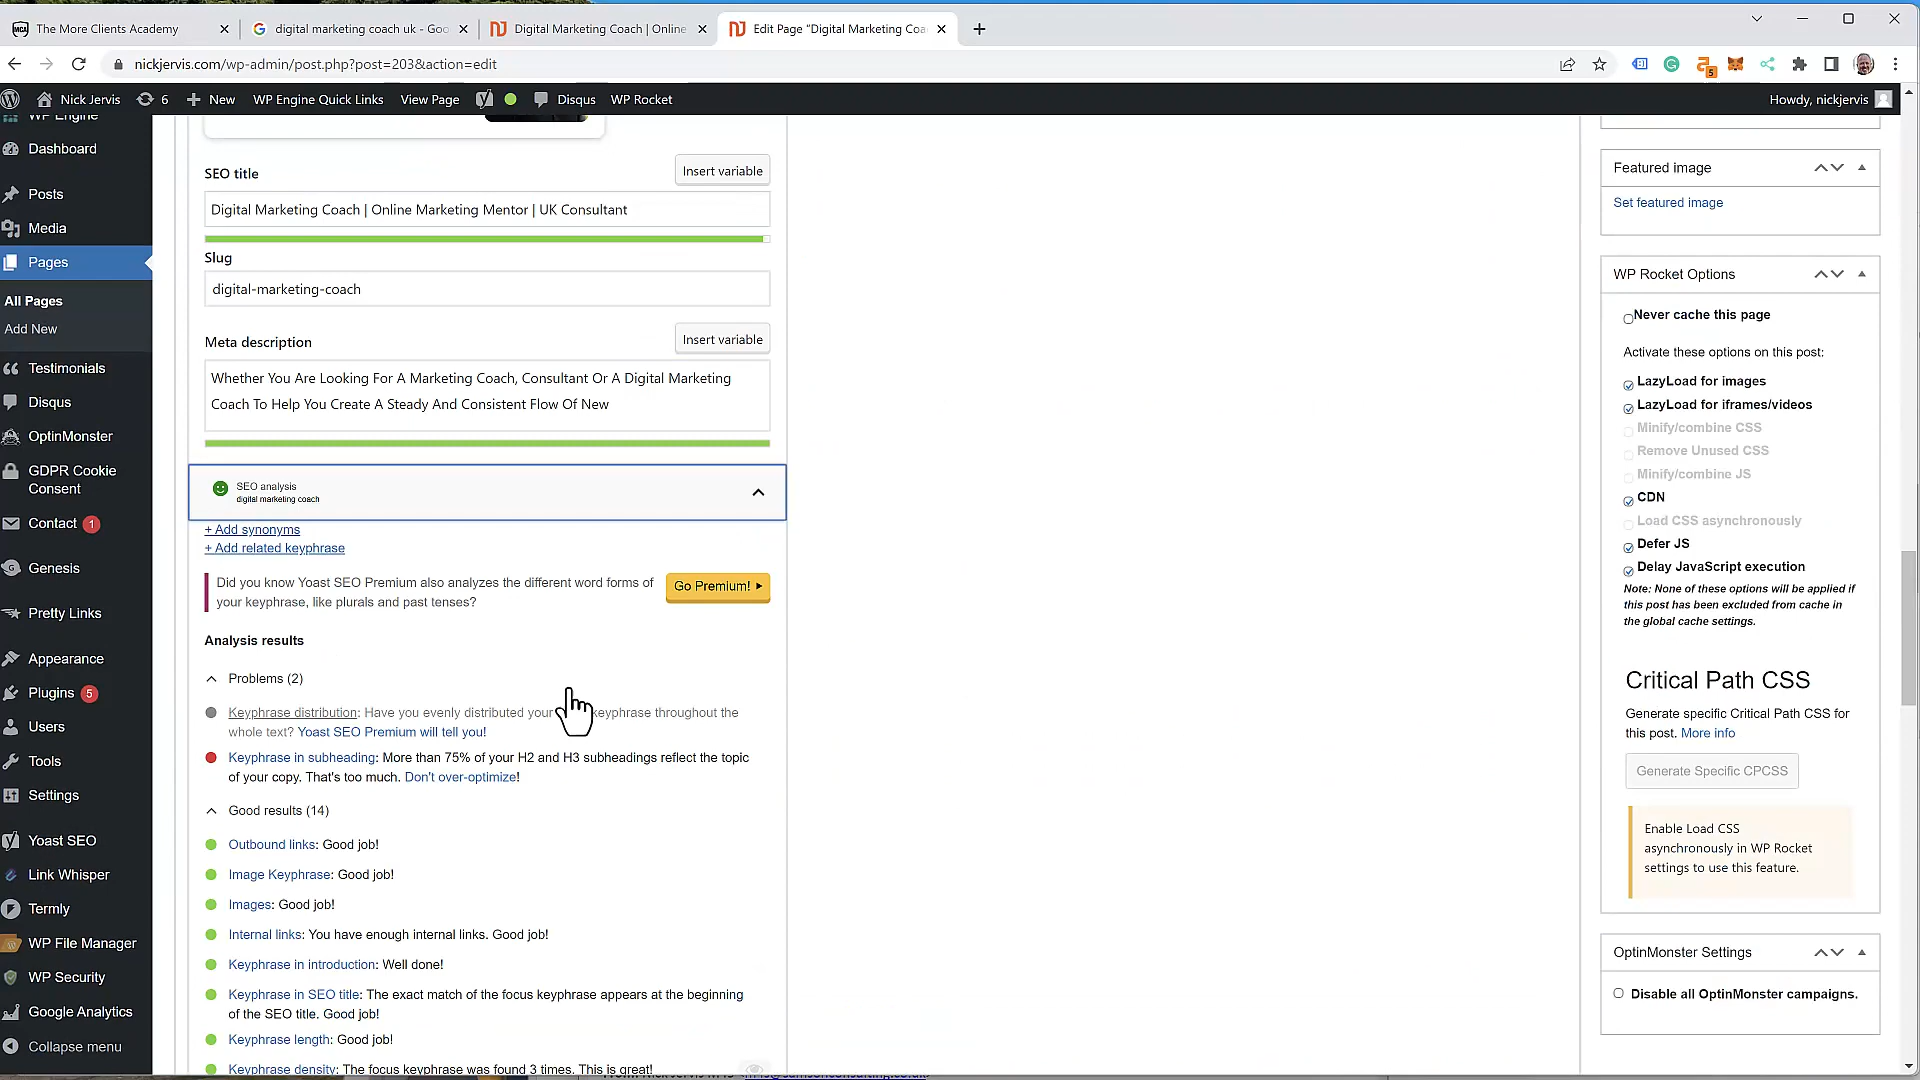 The More Clients Academy
digital marketing coach uk - Goo
Digital Marketing Coach | Online
Edit Page "Digital Marketing Coa
nickjervis.com/wp-admin/post.php?post=203&action=edit
5
Nick Jervis
6
New
WP Engine Quick Links
View Page
Disqus
WP Rocket
Howdy, nickjervis
WP Engine
Dashboard
Posts
Media
Pages
All Pages
Add New
Testimonials
Disqus
OptinMonster
GDPR Cookie
Consent
Contact 1
Genesis
Pretty Links
Appearance
Plugins 5
Users
Tools
Settings
Yoast SEO
Link Whisper
Termly
WP File Manager
WP Security
Google Analytics
Collapse menu
SEO title
Insert variable
Digital Marketing Coach | Online Marketing Mentor | UK Consultant
Slug
digital-marketing-coach
Meta description
Insert variable
Whether You Are Looking For A Marketing Coach, Consultant Or A Digital Marketing
Coach To Help You Create A Steady And Consistent Flow Of New
SEO analysis
digital marketing coach
+ Add synonyms
+ Add related keyphrase
Did you know Yoast SEO Premium also analyzes the different word forms of
your keyphrase, like plurals and past tenses?
Go Premium!
Analysis results
Problems (2)
Keyphrase distribution: Have you evenly distributed your keyphrase throughout the
whole text? Yoast SEO Premium will tell you!
Keyphrase in subheading: More than 75% of your H2 and H3 subheadings reflect the topic
of your copy. That's too much. Don't over-optimize!
Good results (14)
Outbound links: Good job!
Image Keyphrase: Good job!
Images: Good job!
Internal links: You have enough internal links. Good job!
Keyphrase in introduction: Well done!
Keyphrase in SEO title: The exact match of the focus keyphrase appears at the beginning
of the SEO title. Good job!
Keyphrase length: Good job!
Keyphrase density: The focus keyphrase was found 3 times. This is great!
Featured image
Set featured image
WP Rocket Options
Never cache this page
Activate these options on this post:
LazyLoad for images
LazyLoad for iframes/videos
Minify/combine CSS
Remove Unused CSS
Minify/combine JS
CDN
Load CSS asynchronously
Defer JS
Delay JavaScript execution
Note: None of these options will be applied if
this post has been excluded from cache in
the global cache settings.
Critical Path CSS
Generate specific Critical Path CSS for
this post. More info
Generate Specific CPCSS
Enable Load CSS
asynchronously in WP Rocket
settings to use this feature.
OptinMonster Settings
Disable all OptinMonster campaigns.